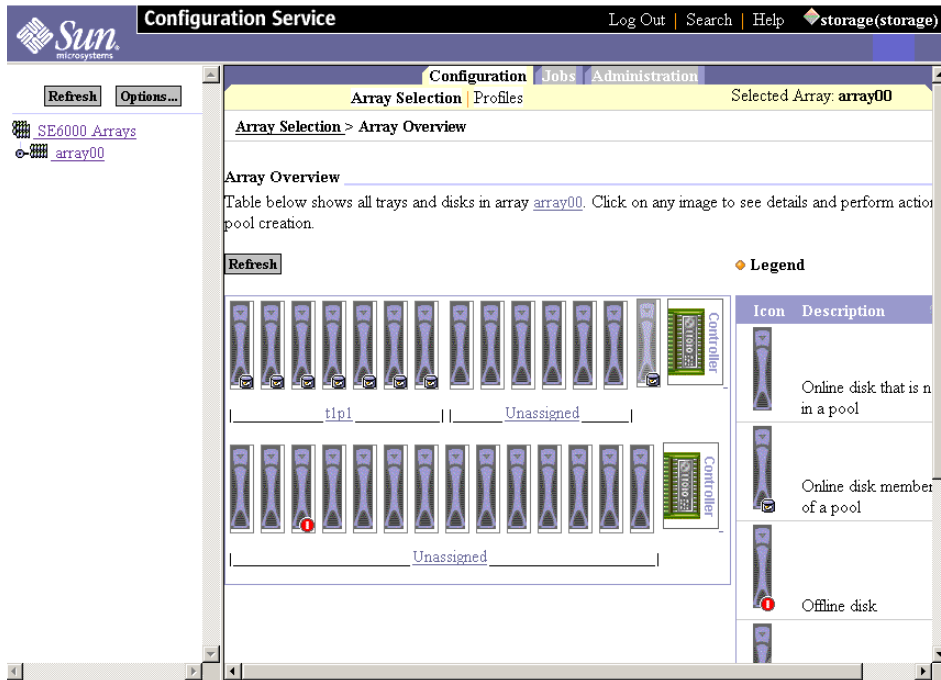 Sun
microsystems
Configuration Service
Log Out | Search | Help storage(storage)
Refresh Options...
SE6000 Arrays
array00
Configuration Jobs Administration
Array Selection | Profiles
Selected Array: array00
Array Selection > Array Overview
Array Overview
Table below shows all trays and disks in array array00. Click on any image to see details and perform action
pool creation.
Refresh
Legend
Controller
t1p1
Unassigned
Controller
Unassigned
Icon Description
Online disk that is n
in a pool
Online disk member
of a pool
Offline disk